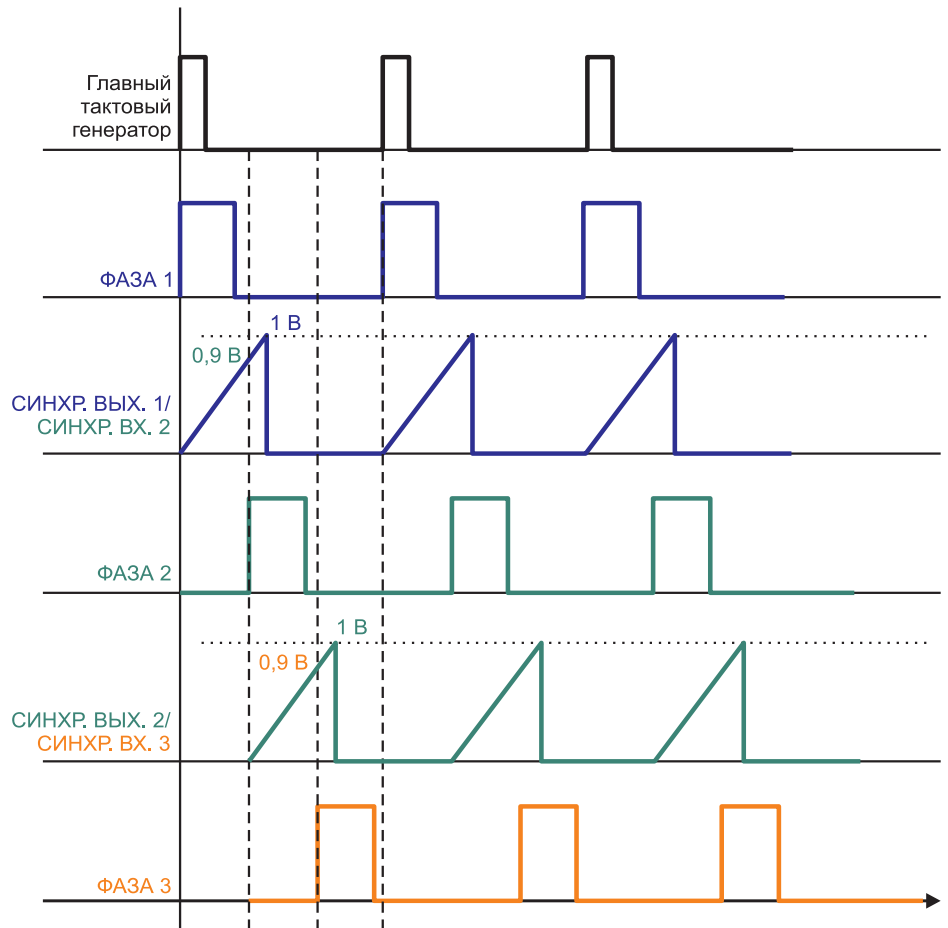 Главный
тактовый
генератор
ФАЗА 1
1 В
0,9 В
СИНХР. ВЫХ. 1/
СИНХР. ВХ. 2
ФАЗА 2
1 В
0,9 В
СИНХР. ВЫХ. 2/
СИНХР. ВХ. 3
ФАЗА 3